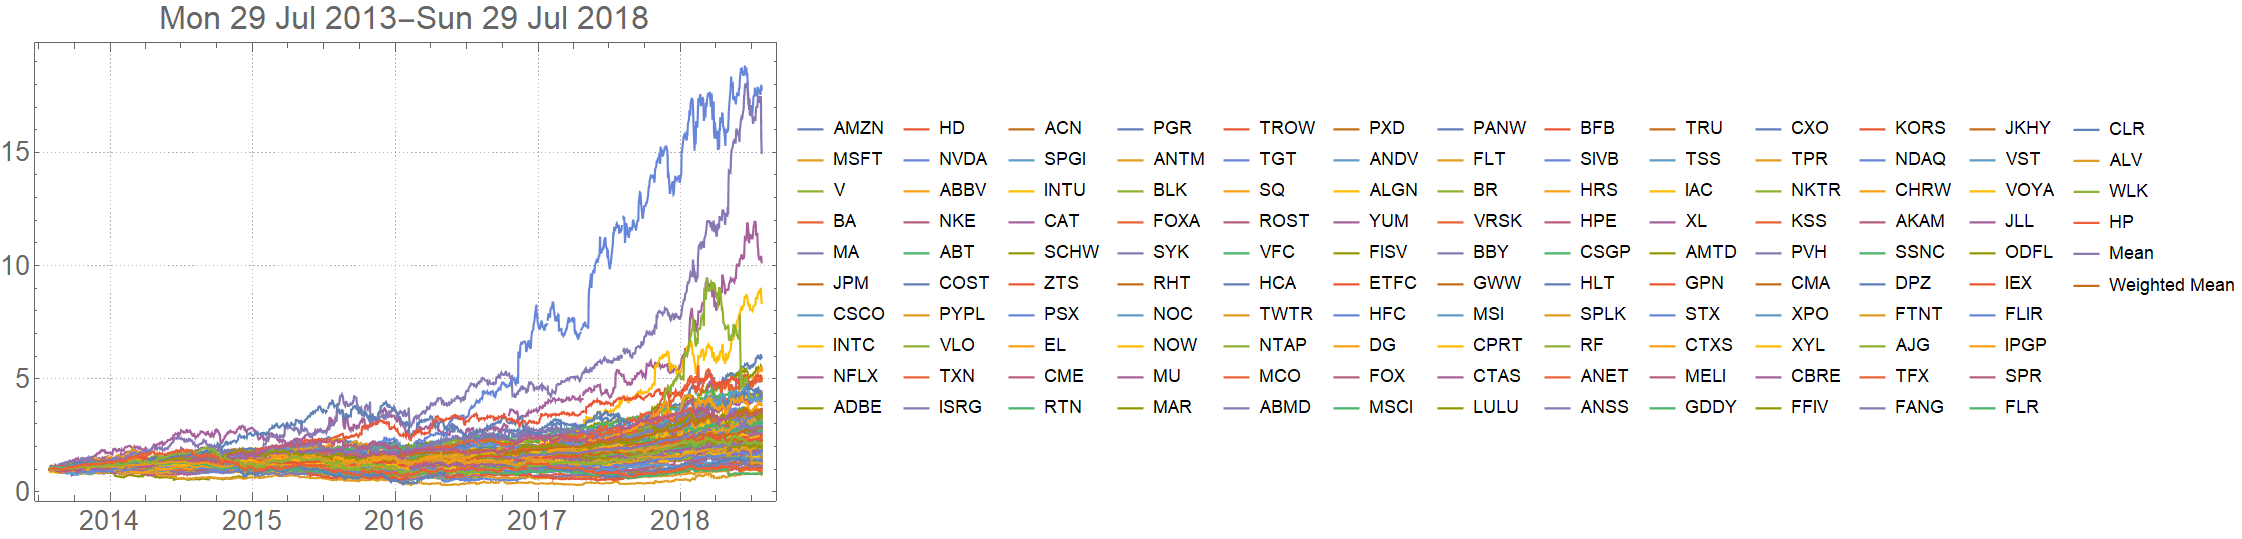 Mon 29 Jul 2013–Sun 29 Jul 2018
15
10
5
0
2014 2015 2016 2017 2018
AMZN HD ACN PGR TROW PXD PANW BFB TRU CXO KORS JKHY CLR
MSFT NVDA SPGI ANTM TGT ANDV FLT SIVB TSS TPR NDAQ VST ALV
V ABBV INTU BLK SQ ALGN BR HRS IAC NKTR CHRW VOYA WLK
BA NKE CAT FOXA ROST YUM VRSK HPE XL KSS AKAM JLL HP
MA ABT SCHW SYK VFC FISV BBY CSGP AMTD PVH SSNC ODFL Mean
JPM COST ZTS RHT HCA ETFC GWW HLT GPN CMA DPZ IEX Weighted Mean
CSCO PYPL PSX NOC TWTR HFC MSI SPLK STX XPO FTNT FLIR
INTC VLO EL NOW NTAP DG CPRT RF CTXS XYL AJG IPGP
NFLX TXN CME MU MCO FOX CTAS ANET MELI CBRE TFX SPR
ADBE ISRG RTN MAR ABMD MSCI LULU ANSS GDDY FFIV FANG FLR